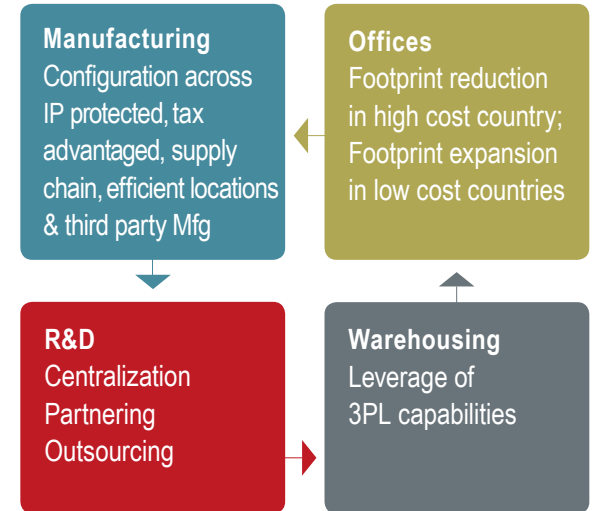 Manufacturing
Configuration across
IP protected, tax
advantaged, supply
chain, efficient locations
& third party Mfg
Offices
Footprint reduction
in high cost country;
Footprint expansion
in low cost countries
R&D
Centralization
Partnering
Outsourcing
Warehousing
Leverage of
3PL capabilities